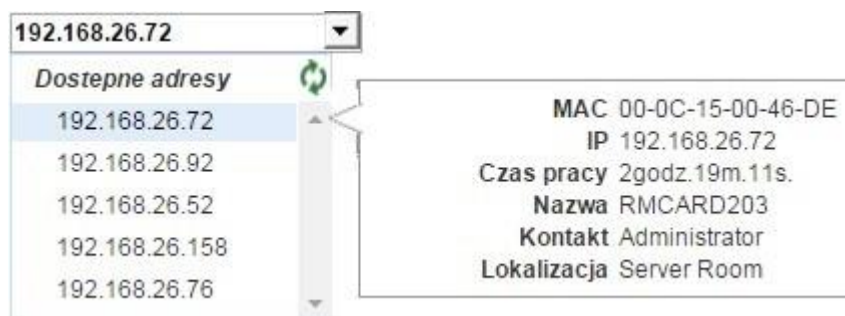 192.168.26.72
Dostepne adresy
192.168.26.72
192.168.26.92
192.168.26.52
192.168.26.158
192.168.26.76
MAC 00-0C-15-00-46-DE
IP 192.168.26.72
Czas pracy 2godz.19m.11s.
Nazwa RMCARD203
Kontakt Administrator
Lokalizacja Server Room